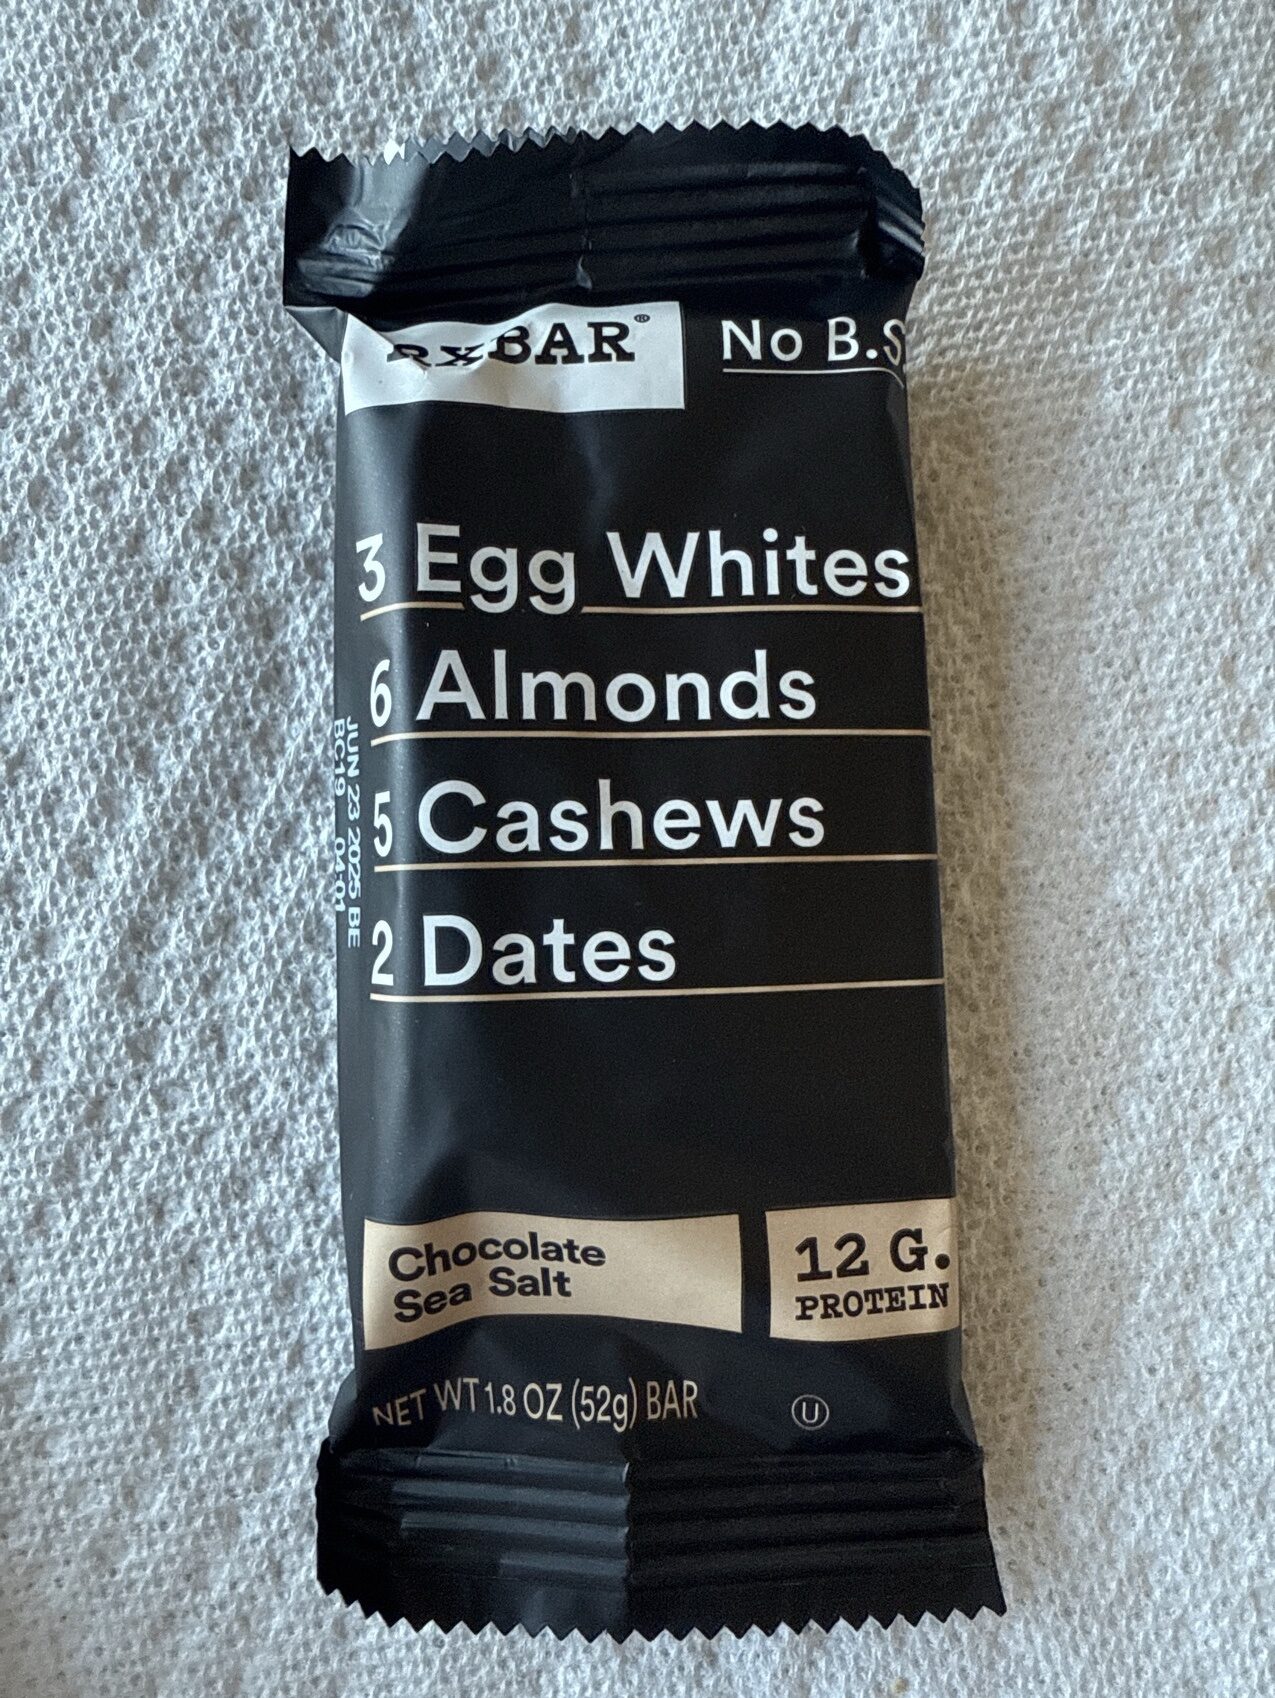 RXBAR®
No B.S
3 Egg Whites
6 Almonds
5 Cashews
2 Dates
JUN 23 2025 BE
BC19 04:01
Chocolate
Sea Salt
12 G.
PROTEIN
NET WT 1.8 OZ (52g) BAR
U